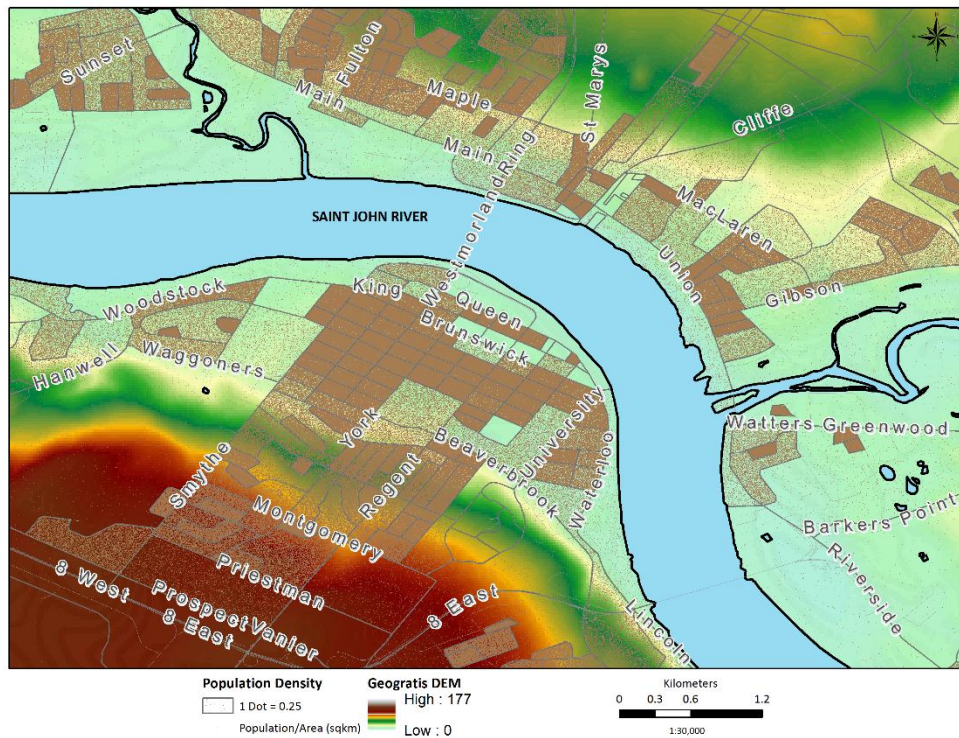 Sunset
Fulton
Main
Maple
St Marys
Cliffe
Main
Ring
SAINT JOHN RIVER
Westmorland
MacLaren
Union
Gibson
Woodstock
King
Queen
Brunswick
Hanwell
Waggoners
Watters Greenwood
York
Beaverbrook
University
Waterloo
Smythe
Regent
Montgomery
Barkers Point
Riverside
Priestman
8 West
Prospect
Vanier
8 East
8 East
Lincoln
Population Density
1 Dot = 0.25
Population/Area (sqkm)
Geogratis DEM
High : 177
Low : 0
Kilometers
0 0.3 0.6 1.2
1:30,000